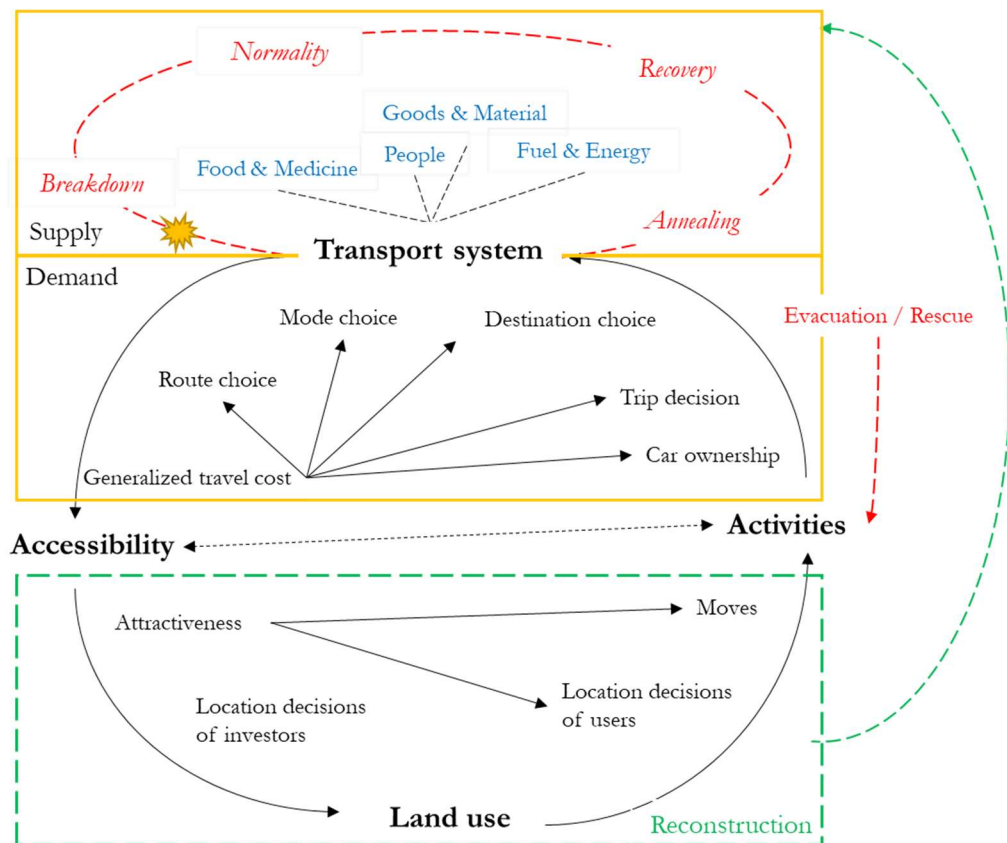 Normality
Recovery
Goods & Material
People
Fuel & Energy
Food & Medicine
Breakdown
Annealing
Supply
Transport system
Demand
Evacuation / Rescue
Mode choice
Destination choice
Route choice
Trip decision
Car ownership
Generalized travel cost
Activities
Accessibility
Moves
Attractiveness
Location decisions
of users
Location decisions
of investors
Land use
Reconstruction